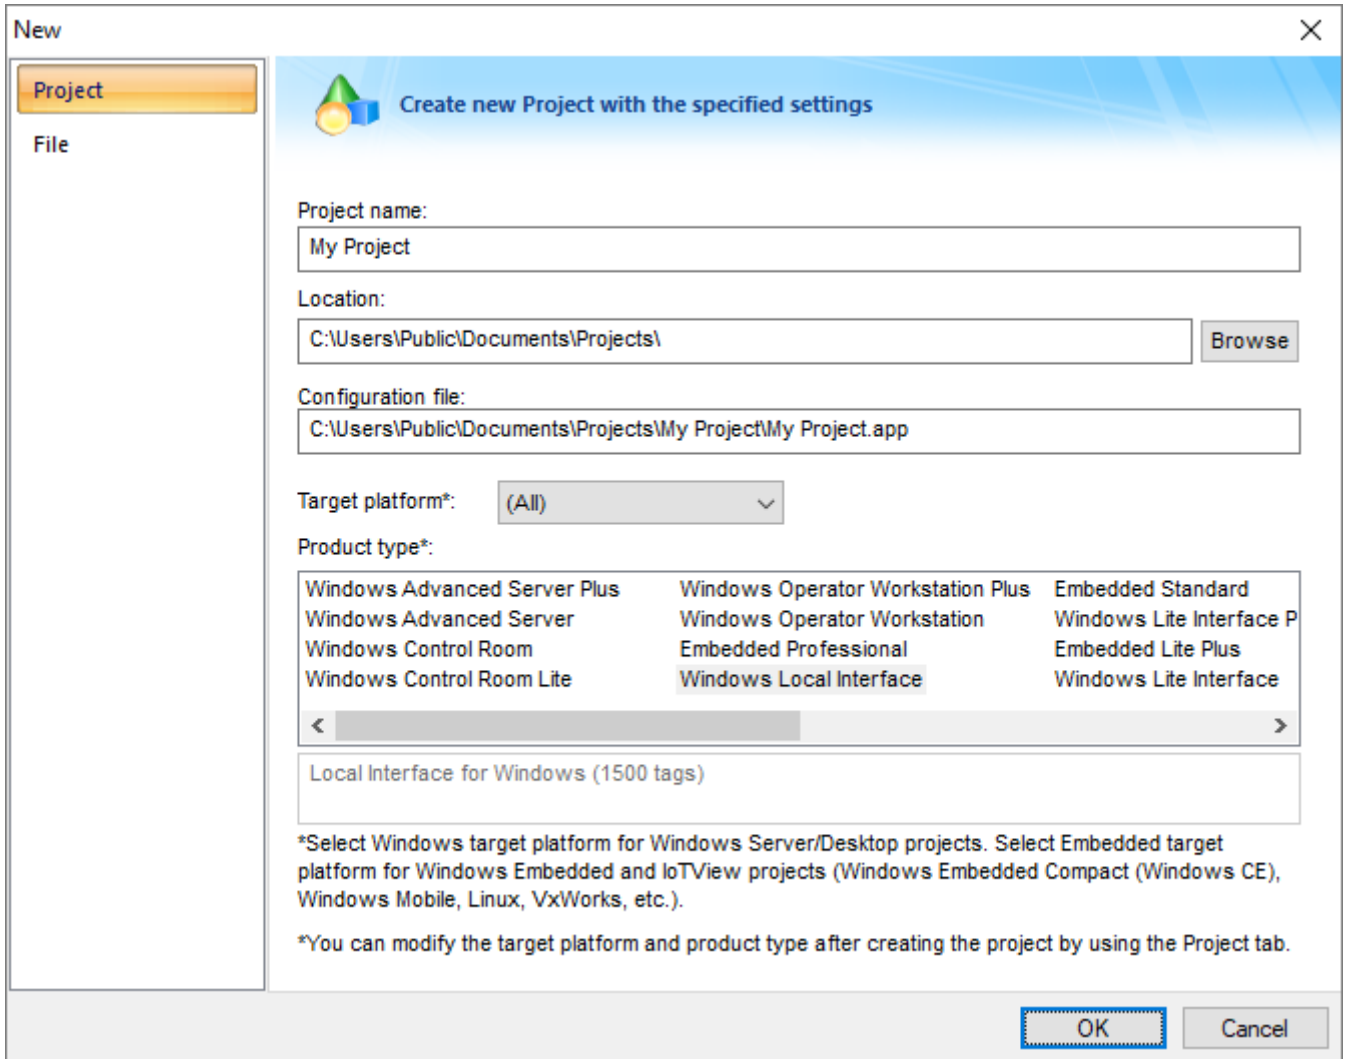 New
Project
File
Create new Project with the specified settings
Project name:
My Project
Location:
C:\Users\Public\Documents\Projects\
Browse
Configuration file:
C:\Users\Public\Documents\Projects\My Project\My Project.app
Target platform*:
(All)
Product type*:
Windows Advanced Server Plus Windows Operator Workstation Plus Embedded Standard
Windows Advanced Server Windows Operator Workstation Windows Lite Interface P
Windows Control Room Embedded Professional Embedded Lite Plus
Windows Control Room Lite Windows Local Interface Windows Lite Interface
Local Interface for Windows (1500 tags)
*Select Windows target platform for Windows Server/Desktop projects. Select Embedded target
platform for Windows Embedded and IoTView projects (Windows Embedded Compact (Windows CE),
Windows Mobile, Linux, VxWorks, etc.).
*You can modify the target platform and product type after creating the project by using the Project tab.
OK
Cancel